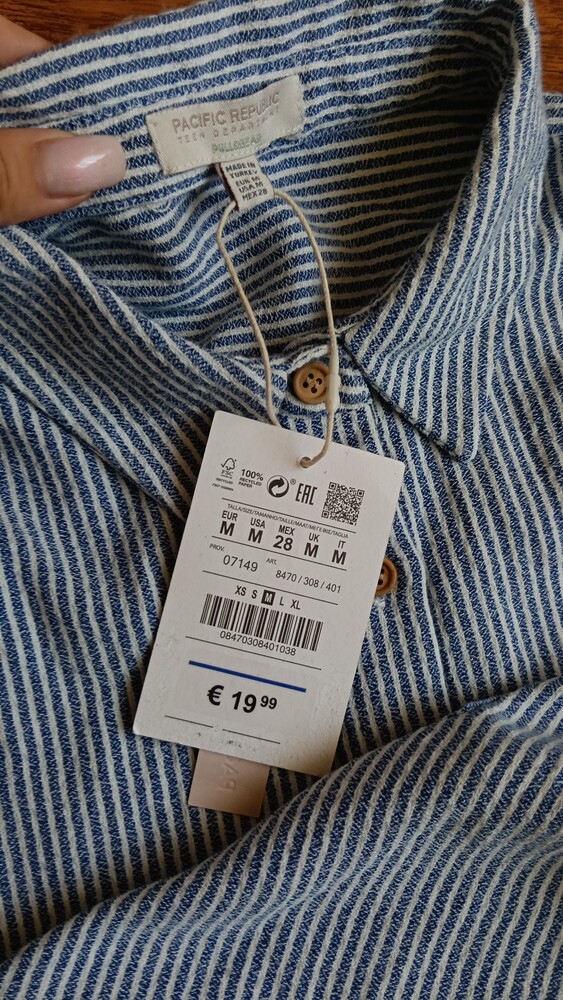 PACIFIC REPUBLIC
TEEN DEPARTMENT
PULL&BEAR
MADE IN
TURKEY
EUR M
USA M
MEX 28
FSC
100%
RECYCLED
PAPER
® EAC
TALLA/SIZE/TAMANHO/TAILLE/MAAT/MEГЕӨIZ/TAGLIA
EUR USA MEX UK IT
M M 28 M M
PROV. 07149 ART. 8470 / 308 / 401
XS S M L XL
08470308401038
€ 19 99